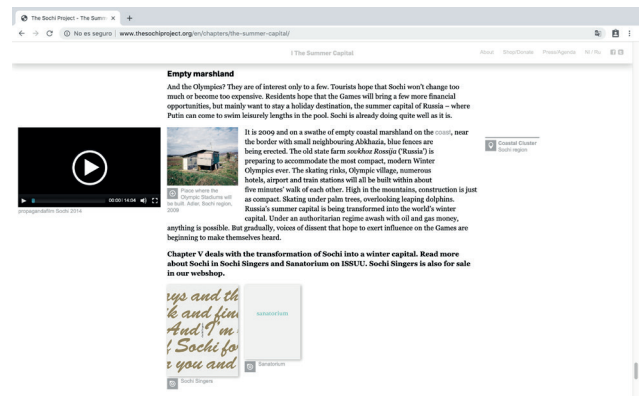 The Sochi Project - The Summ
No es seguro | www.thesochiproject.org/en/chapters/the-summer-capital/
/ The Summer Capital
About Shop/Donate Press/Agenda Nl / Ru
Empty marshland
And the Olympics? They are of interest only to a few. Tourists hope that Sochi won't change too
much or become too expensive. Residents hope that the Games will bring a few more financial
opportunities, but mainly want to stay a holiday destination, the summer capital of Russia – where
Putin can come to swim leisurely lengths in the pool. Sochi is already doing quite well as it is.
00:00 / 14:04
propagandafilm Sochi 2014
Place where the
Olympic Stadiums will
be built. Adler, Sochi region,
2009
It is 2009 and on a swathe of empty coastal marshland on the coast, near
the border with small neighbouring Abkhazia, blue fences are
being erected. The old state farm sovkhoz Rossija ('Russia') is
preparing to accommodate the most compact, modern Winter
Olympics ever. The skating rinks, Olympic village, numerous
hotels, airport and train stations will all be built within about
five minutes' walk of each other. High in the mountains, construction is just
as compact. Skating under palm trees, overlooking leaping dolphins.
Russia's summer capital is being transformed into the world's winter
capital. Under an authoritarian regime awash with oil and gas money,
anything is possible. But gradually, voices of dissent that hope to exert influence on the Games are
beginning to make themselves heard.
Coastal Cluster
Sochi region
Chapter V deals with the transformation of Sochi into a winter capital. Read more
about Sochi in Sochi Singers and Sanatorium on ISSUU. Sochi Singers is also for sale
in our webshop.
ays and th
k and fin
And I'm
f Sochi fo
r you and
Sochi Singers
sanatorium
Sanatorium